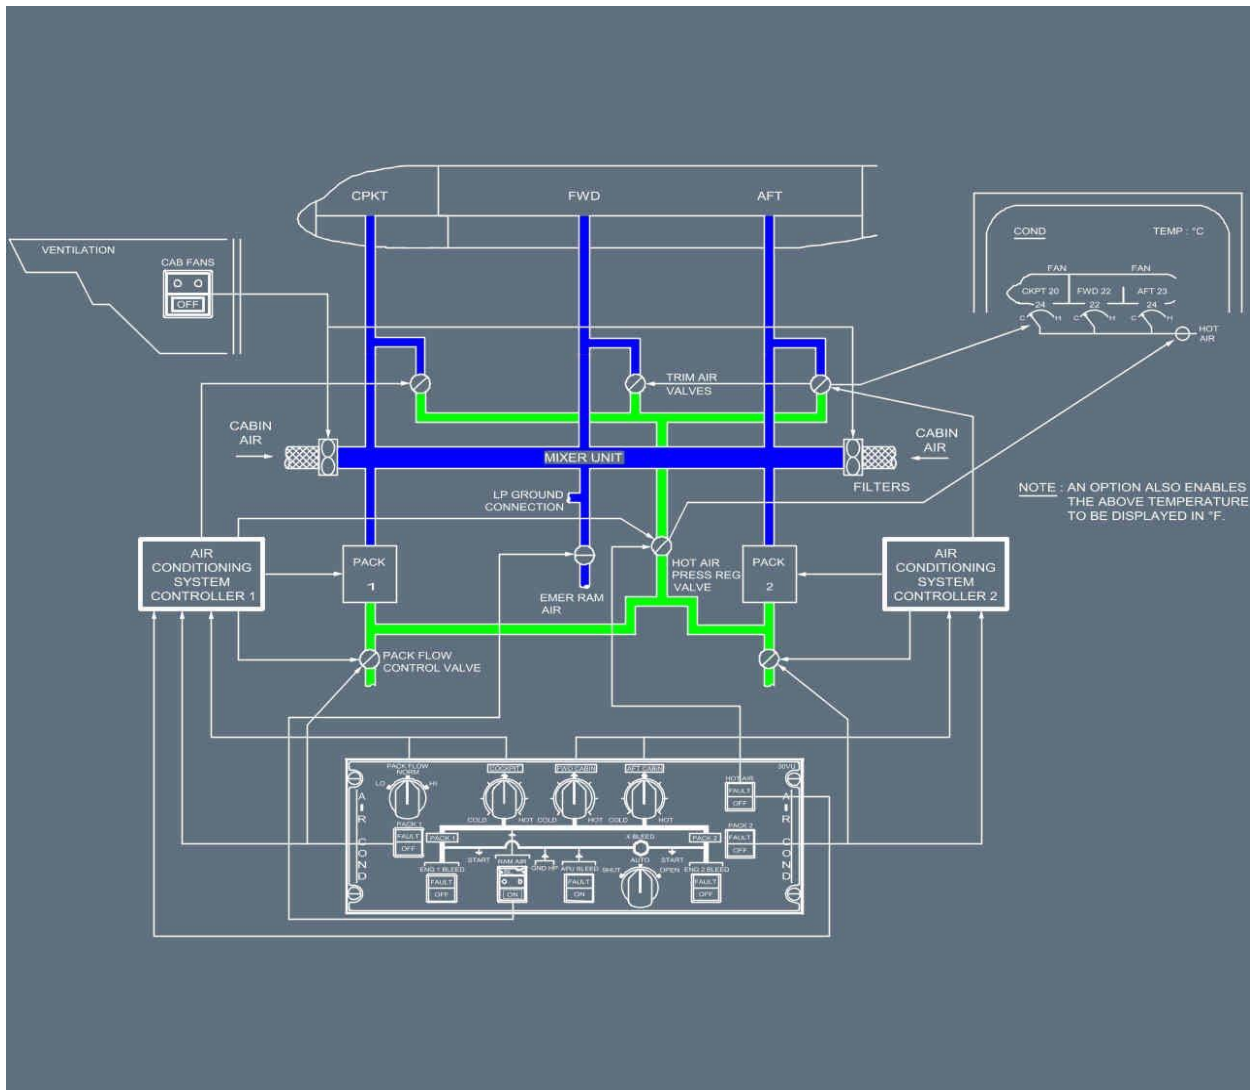 CPKT
FWD
AFT
COND
TEMP : °C
VENTILATION
CAB FANS
OFF
FAN
FAN
CKPT 20
FWD 22
AFT 23
24
22
24
C
H
C
H
C
H
HOT
AIR
TRIM AIR
VALVES
CABIN
AIR
MIXER UNIT
CABIN
AIR
FILTERS
LP GROUND
CONNECTION
NOTE : AN OPTION ALSO ENABLES
THE ABOVE TEMPERATURE
TO BE DISPLAYED IN °F.
AIR
CONDITIONING
SYSTEM
CONTROLLER 1
PACK
1
EMER RAM
AIR
HOT AIR
PRESS REG
VALVE
PACK
2
AIR
CONDITIONING
SYSTEM
CONTROLLER 2
PACK FLOW
CONTROL VALVE
PACK FLOW
NORM
LO
HI
COCKPIT
FWD CABIN
AFT CABIN
30VU
HOT AIR
FAULT
OFF
COLD
HOT
COLD
HOT
COLD
HOT
AIR COND
AIR COND
PACK 1
FAULT
OFF
PACK 1
X BLEED
PACK 2
PACK 2
FAULT
OFF
START
RAM AIR
AUTO
START
ENG 1 BLEED
GND HP
APU BLEED
SHUT
OPEN
ENG 2 BLEED
FAULT
OFF
ON
FAULT
ON
FAULT
OFF